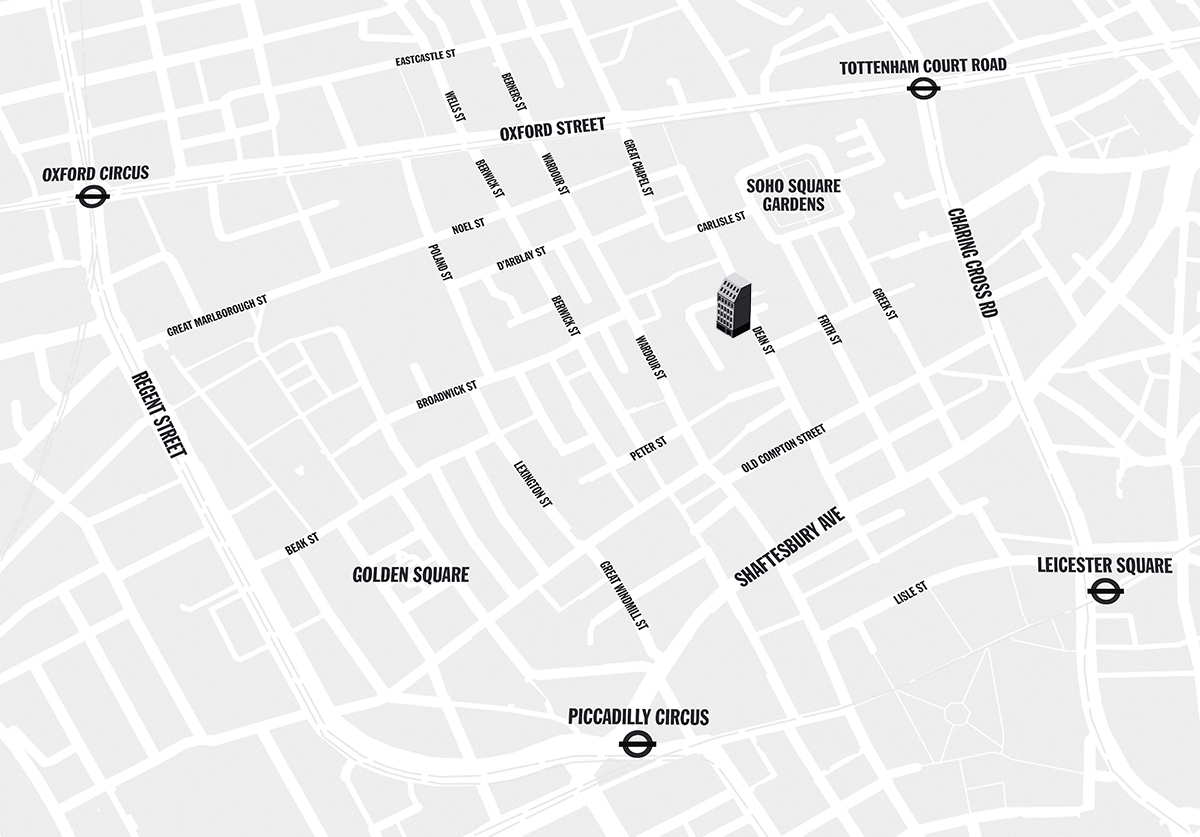 EASTCASTLE ST
TOTTENHAM COURT ROAD
BERNERS ST
WELLS ST
OXFORD STREET
OXFORD CIRCUS
BERWICK ST
WARDOUR ST
GREAT CHAPEL ST
SOHO SQUARE
GARDENS
CARLISLE ST
NOEL ST
CHARING CROSS RD
POLAND ST
D'ARBLAY ST
GREAT MARLBOROUGH ST
BERWICK ST
GREEK ST
FRITH ST
DEAN ST
WARDOUR ST
REGENT STREET
BROADWICK ST
PETER ST
OLD COMPTON STREET
LEXINGTON ST
SHAFTESBURY AVE
BEAK ST
GOLDEN SQUARE
LEICESTER SQUARE
GREAT WINDMILL ST
LISLE ST
PICCADILLY CIRCUS